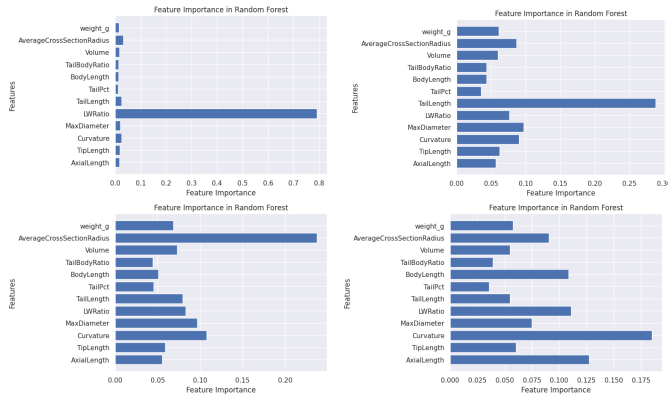 Feature Importance in Random Forest
Features
weight_g
AverageCrossSectionRadius
Volume
TailBodyRatio
BodyLength
TailPct
TailLength
LWRatio
MaxDiameter
Curvature
TipLength
AxialLength
0.0 0.1 0.2 0.3 0.4 0.5 0.6 0.7 0.8
Feature Importance
Feature Importance in Random Forest
Features
weight_g
AverageCrossSectionRadius
Volume
TailBodyRatio
BodyLength
TailPct
TailLength
LWRatio
MaxDiameter
Curvature
TipLength
AxialLength
0.00 0.05 0.10 0.15 0.20 0.25 0.30
Feature Importance
Feature Importance in Random Forest
Features
weight_g
AverageCrossSectionRadius
Volume
TailBodyRatio
BodyLength
TailPct
TailLength
LWRatio
MaxDiameter
Curvature
TipLength
AxialLength
0.00 0.05 0.10 0.15 0.20
Feature Importance
Feature Importance in Random Forest
Features
weight_g
AverageCrossSectionRadius
Volume
TailBodyRatio
BodyLength
TailPct
TailLength
LWRatio
MaxDiameter
Curvature
TipLength
AxialLength
0.000 0.025 0.050 0.075 0.100 0.125 0.150 0.175
Feature Importance